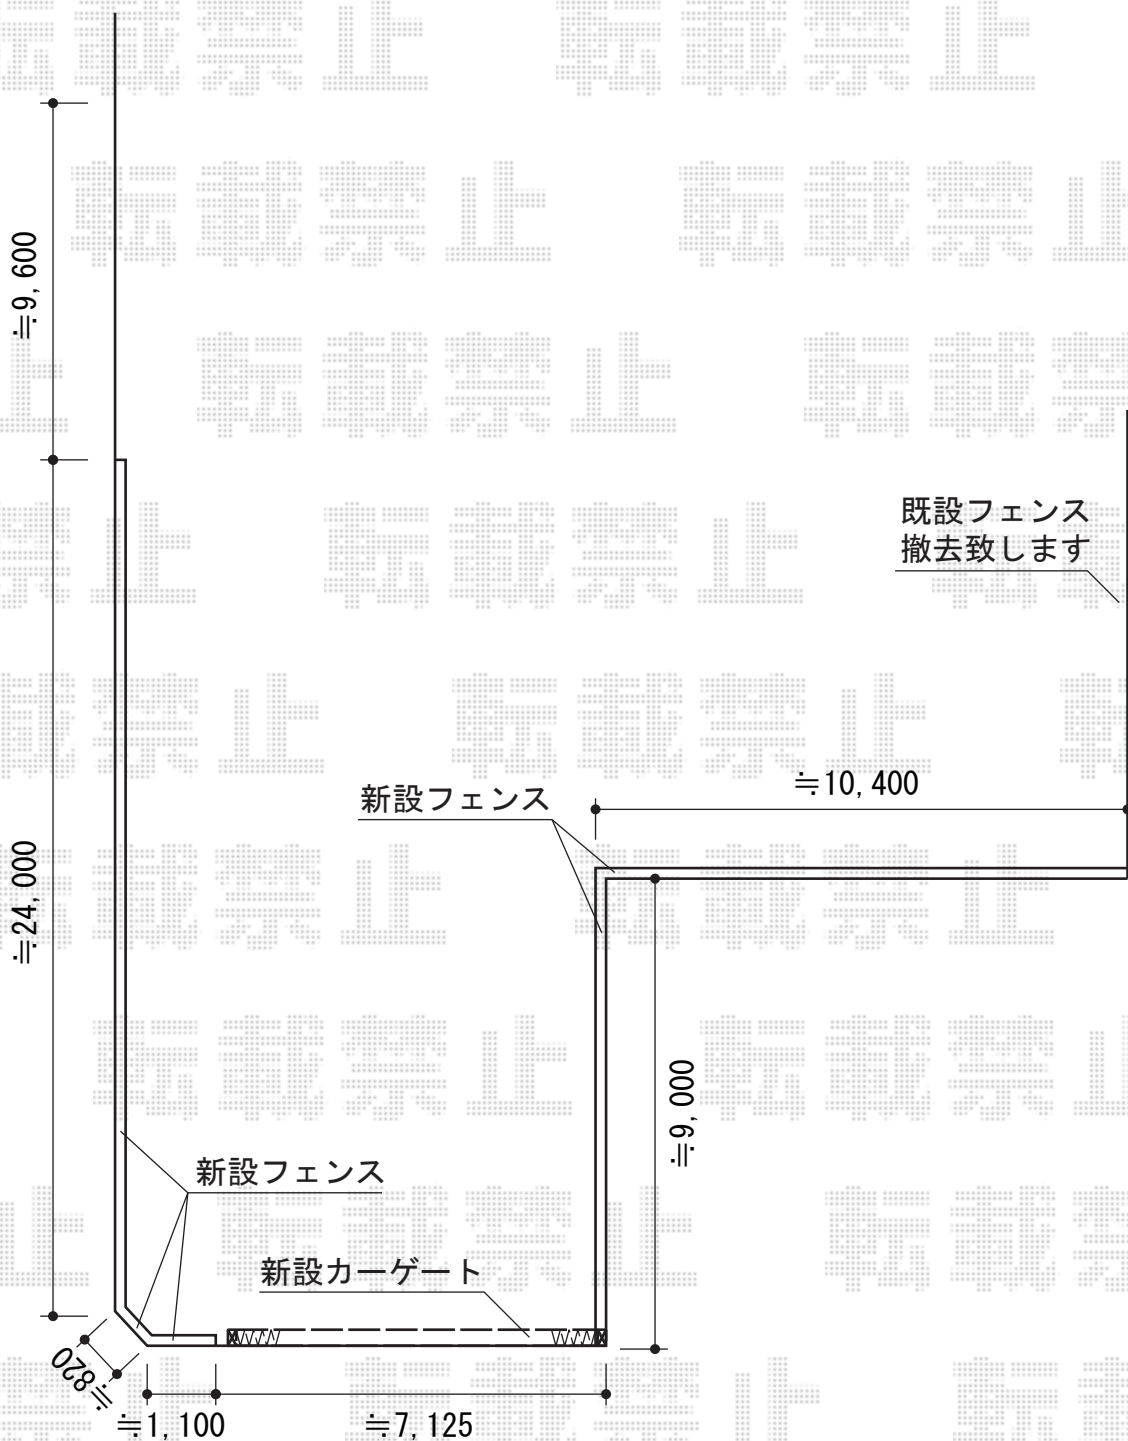 ≒9,600
既設フェンス
撤去致します
≒10,400
新設フェンス
≒24,000
≒9,000
新設フェンス
新設カーゲート
≒820
≒1,100
≒7,125
転載禁止